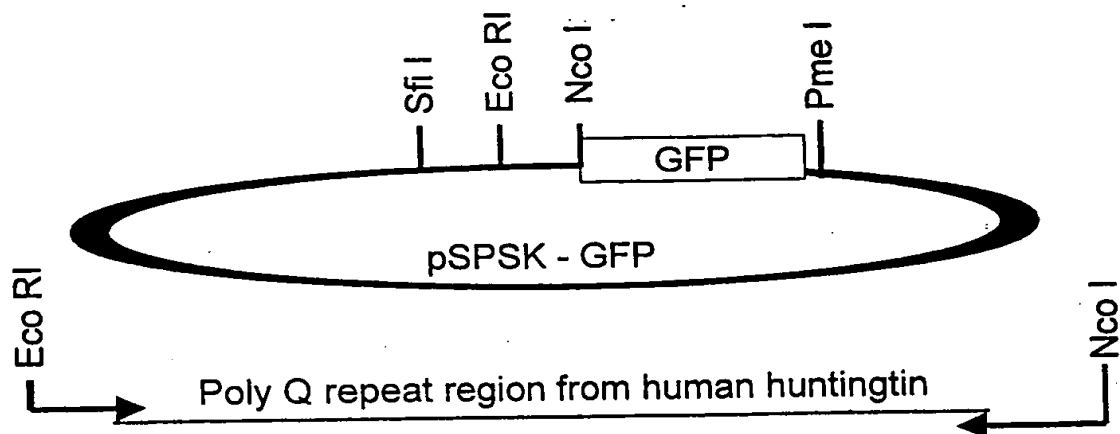 Sfi I
Eco RI
Nco I
Pme I
GFP
pSPSK - GFP
Eco RI
Nco I
Poly Q repeat region from human huntingtin